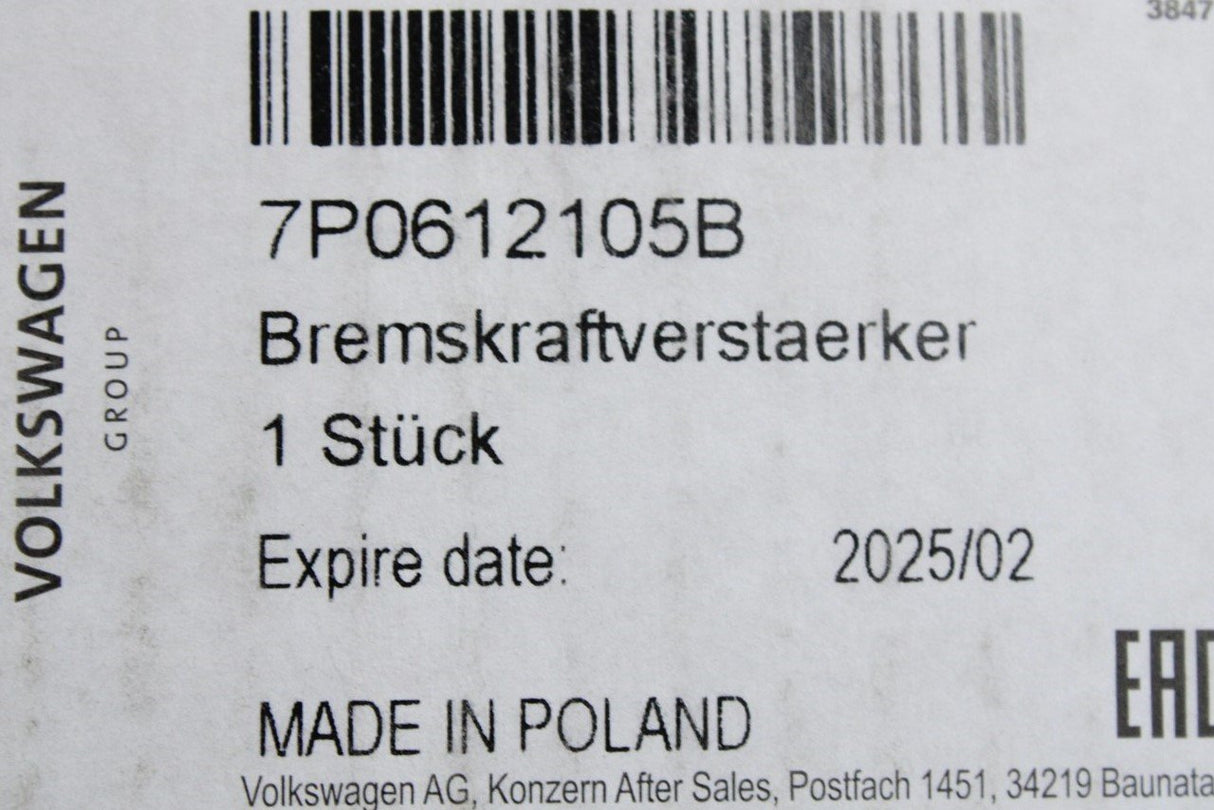 3847
7P0612105B
Bremskraftverstaerker
1 Stück
Expire date: 2025/02
MADE IN POLAND
EAC
Volkswagen AG, Konzern After Sales, Postfach 1451, 34219 Baunata
VOLKSWAGEN
GROUP